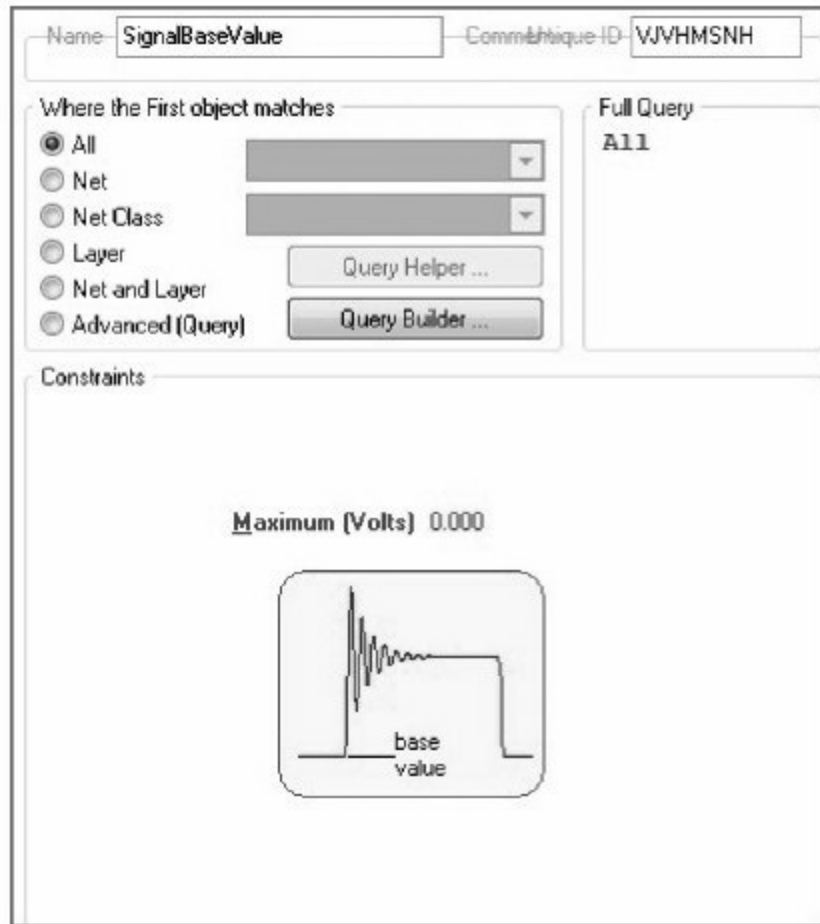 Name SignalBaseValue Comment Unique ID VJVHMSNH
Where the First object matches
Full Query
All
All
Net
Net Class
Layer
Query Helper ...
Net and Layer
Query Builder ...
Advanced (Query)
Constraints
Maximum (Volts) 0.000
base
value